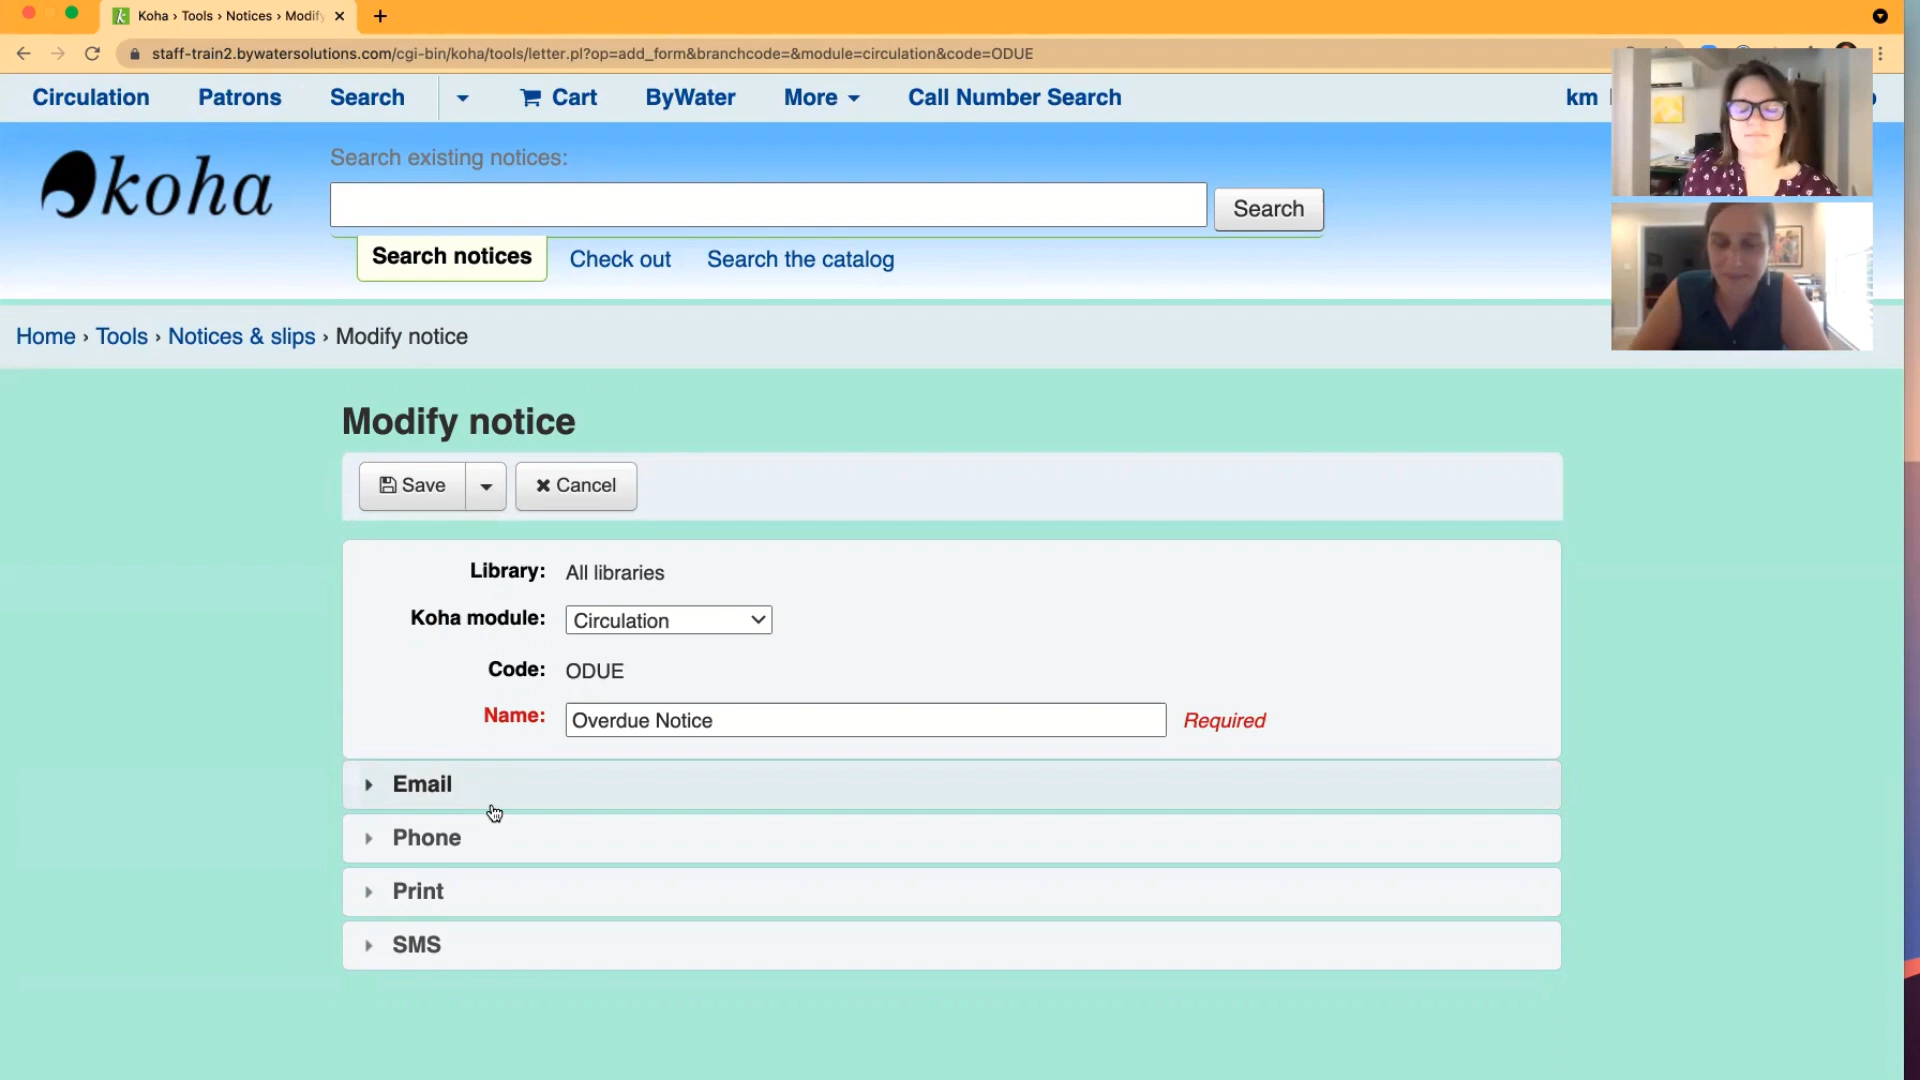 Koha › Tools › Notices › Modify
staff-train2.bywatersolutions.com/cgi-bin/koha/tools/letter.pl?op=add_form&branchcode=&module=circulation&code=ODUE
Circulation Patrons Search Cart ByWater More Call Number Search km
koha
Search existing notices:
Search
Search notices Check out Search the catalog
Home › Tools › Notices & slips › Modify notice
Modify notice
Save Cancel
Library: All libraries
Koha module: Circulation
Code: ODUE
Name: Overdue Notice Required
Email
Phone
Print
SMS